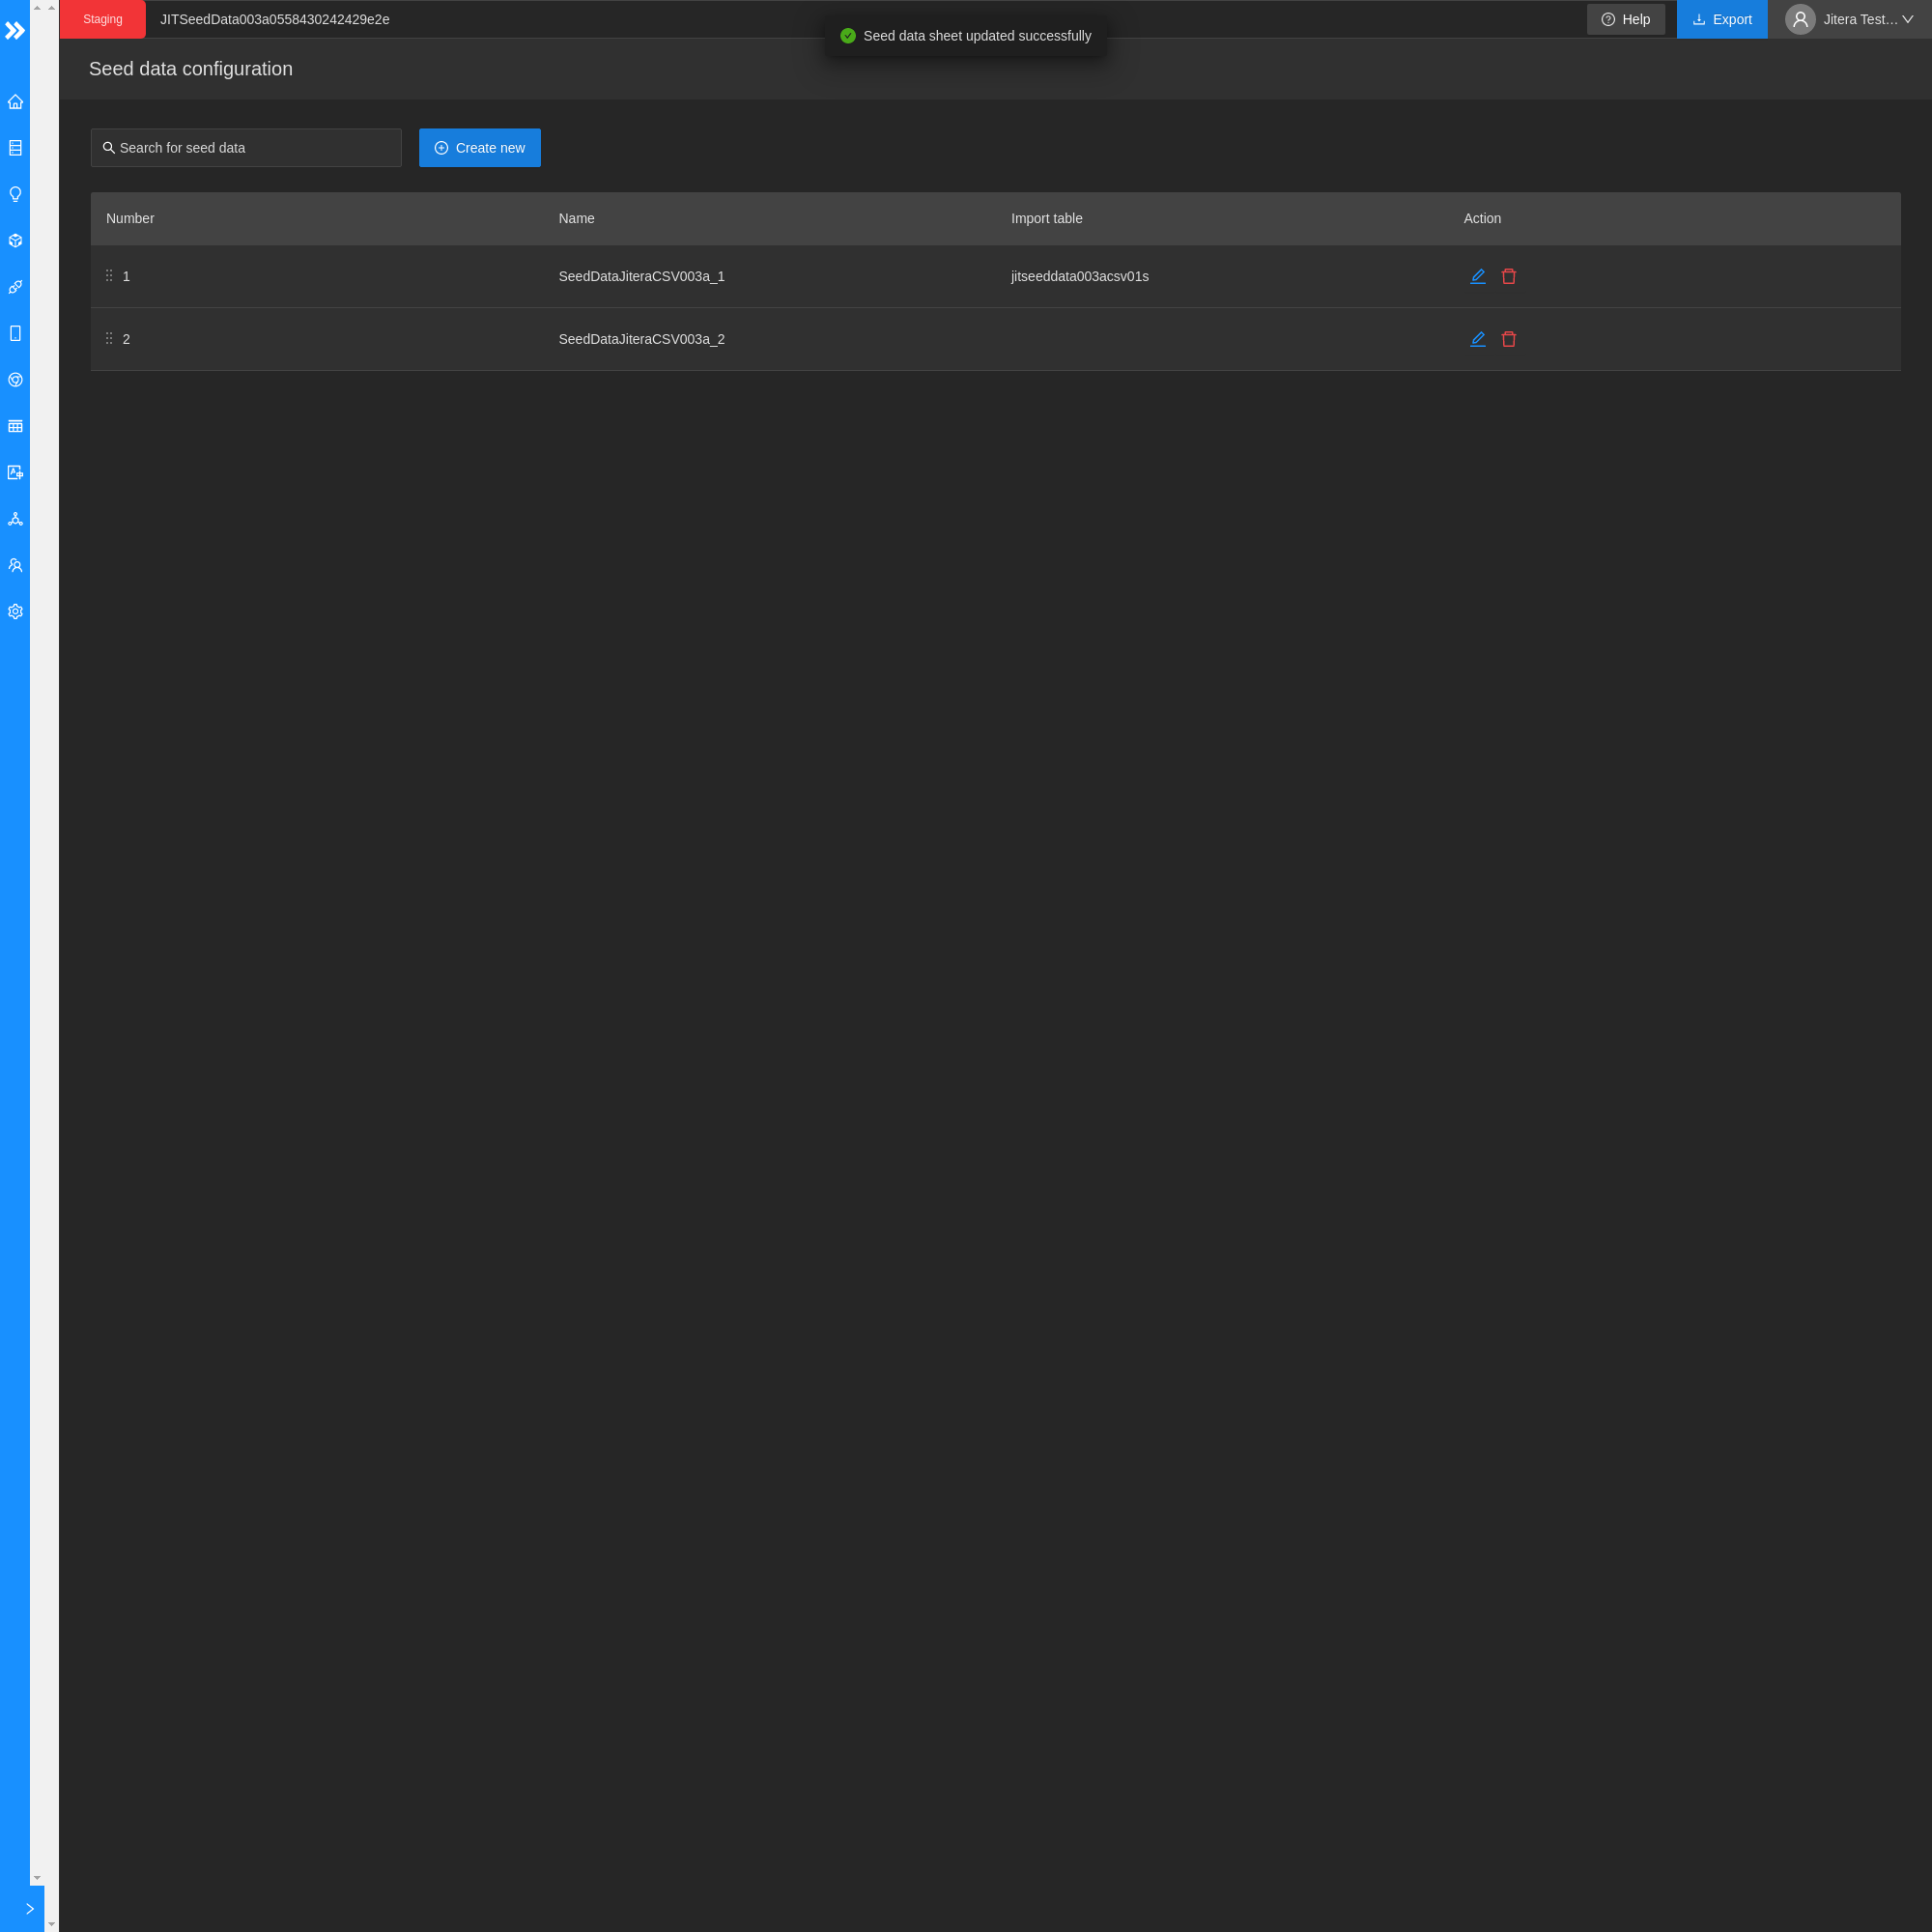 Staging
JITSeedData003a0558430242429e2e
Seed data sheet updated successfully
Help
Export
Jitera Test...
Seed data configuration
Search for seed data
Create new
Number Name Import table Action
1 SeedDataJiteraCSV003a_1 jitseeddata003acsv01s
2 SeedDataJiteraCSV003a_2